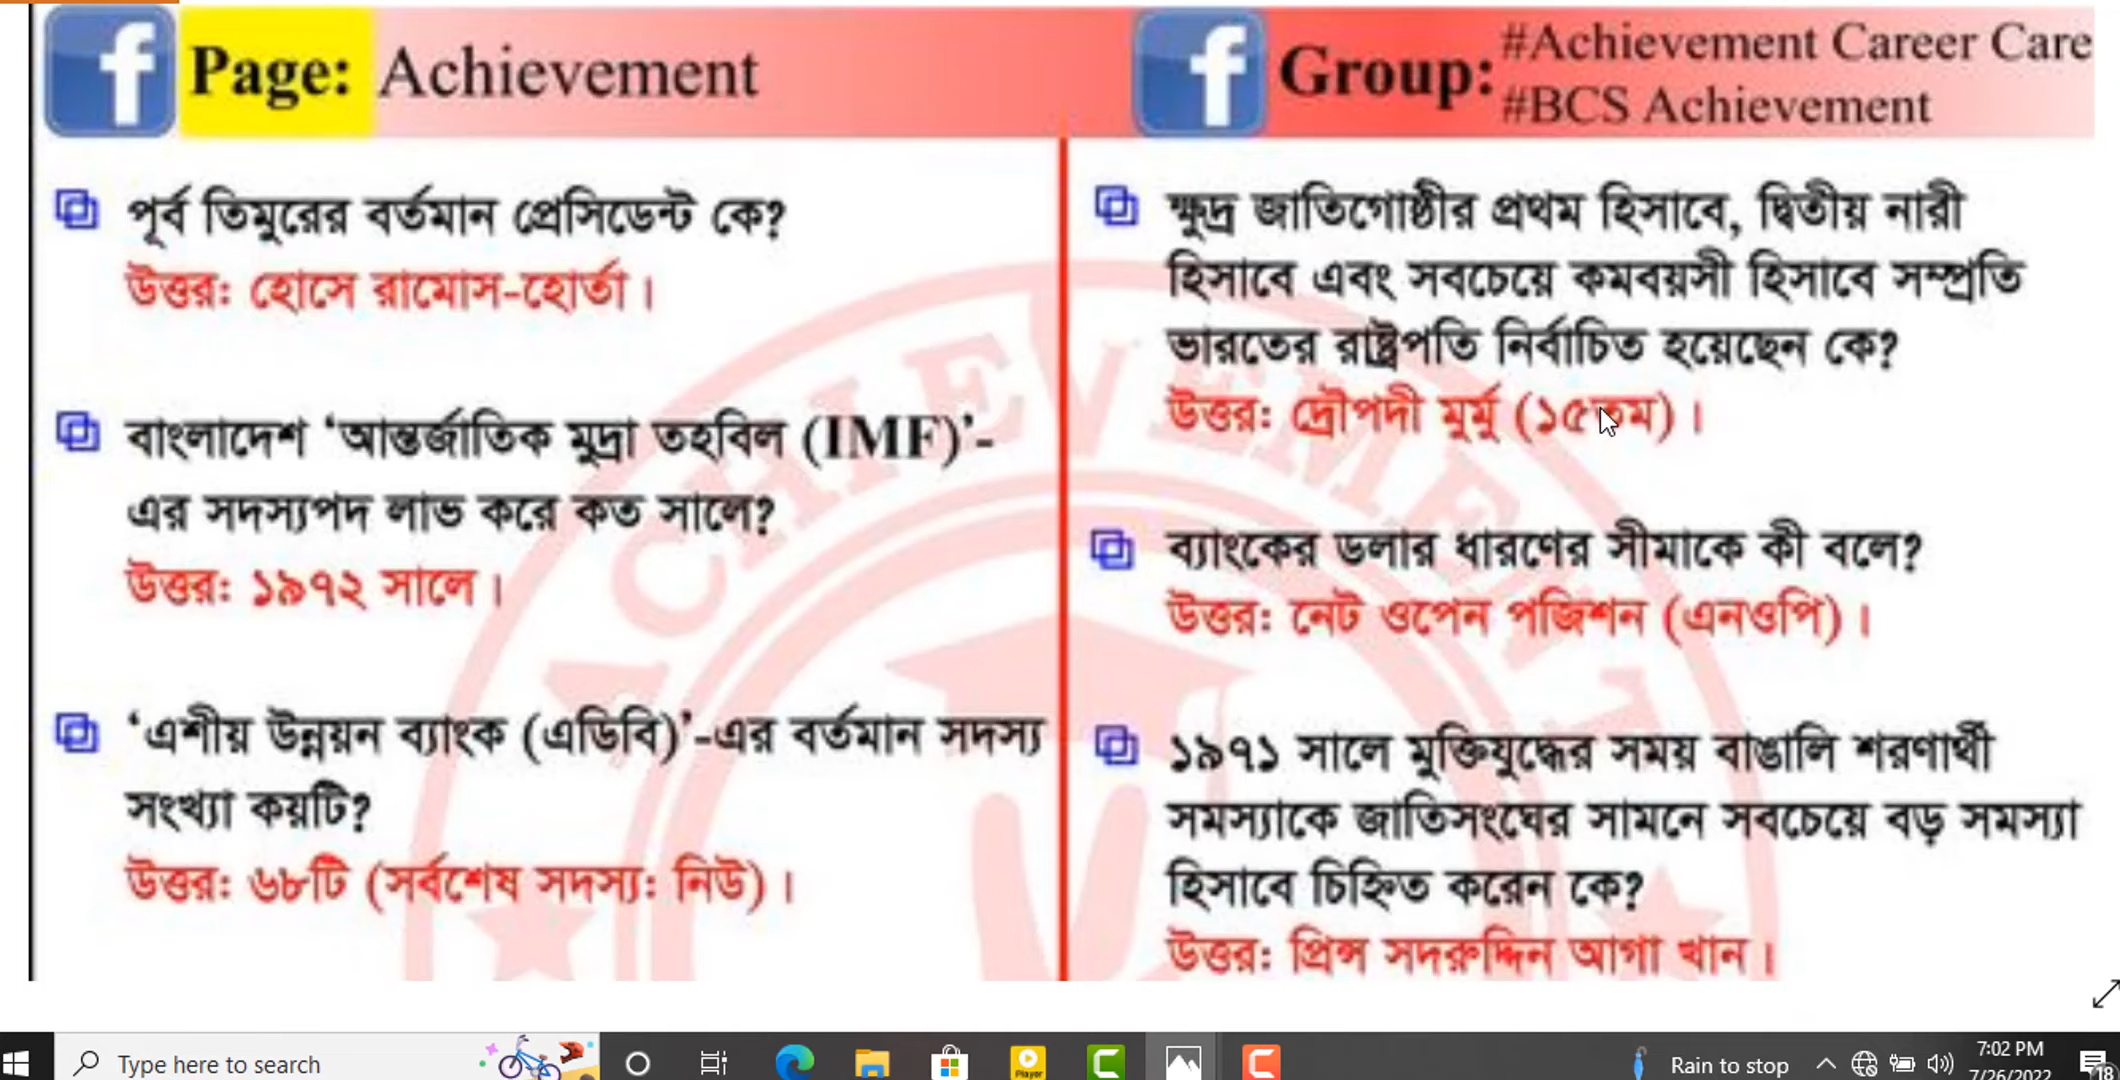 Page: Achievement
Group: #Achievement Career Care
#BCS Achievement
পূর্ব তিমুরের বর্তমান প্রেসিডেন্ট কে?
উত্তর: হোসে রামোস-হোর্তা।
বাংলাদেশ ‘আন্তর্জাতিক মুদ্রা তহবিল (IMF)’-
এর সদস্যপদ লাভ করে কত সালে?
উত্তর: ১৯৭২ সালে।
‘এশীয় উন্নয়ন ব্যাংক (এডিবি)’-এর বর্তমান সদস্য
সংখ্যা কয়টি?
উত্তর: ৬৮টি (সর্বশেষ সদস্য: নিউ)।
ক্ষুদ্র জাতিগোষ্ঠীর প্রথম হিসাবে, দ্বিতীয় নারী
হিসাবে এবং সবচেয়ে কমবয়সী হিসাবে সম্প্রতি
ভারতের রাষ্ট্রপতি নির্বাচিত হয়েছেন কে?
উত্তর: দ্রৌপদী মুর্মু (১৫তম)।
ব্যাংকের ডলার ধারণের সীমাকে কী বলে?
উত্তর: নেট ওপেন পজিশন (এনওপি)।
১৯৭১ সালে মুক্তিযুদ্ধের সময় বাঙালি শরণার্থী
সমস্যাকে জাতিসংঘের সামনে সবচেয়ে বড় সমস্যা
হিসাবে চিহ্নিত করেন কে?
উত্তর: প্রিন্স সদরুদ্দিন আগা খান।
ACHIEVEMENT
Type here to search
Player
Rain to stop
7:02 PM
7/26/2022
18